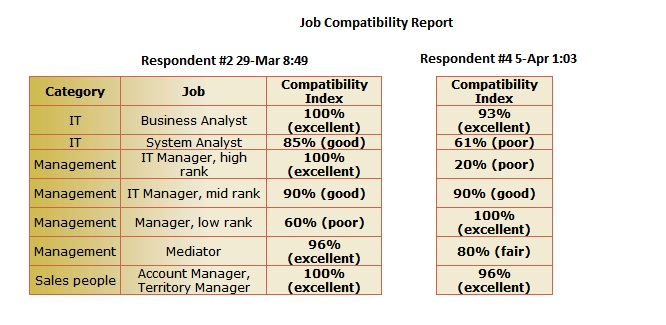 Job Compatibility Report
Respondent #2 29-Mar 8:49
Respondent #4 5-Apr 1:03
Category Job Compatibility Index Compatibility Index
IT Business Analyst 100% (excellent) 93% (excellent)
IT System Analyst 85% (good) 61% (poor)
Management IT Manager, high rank 100% (excellent) 20% (poor)
Management IT Manager, mid rank 90% (good) 90% (good)
Management Manager, low rank 60% (poor) 100% (excellent)
Management Mediator 96% (excellent) 80% (fair)
Sales people Account Manager, Territory Manager 100% (excellent) 96% (excellent)